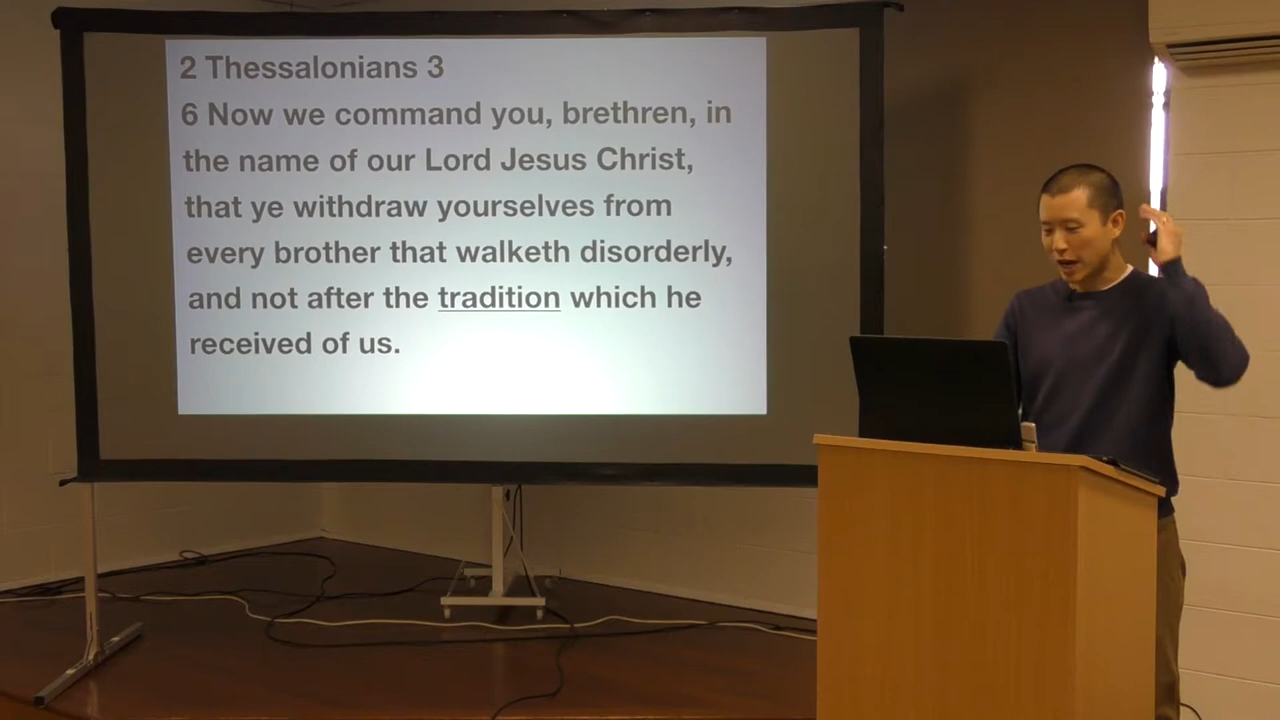 2 Thessalonians 3
6 Now we command you, brethren, in
the name of our Lord Jesus Christ,
that ye withdraw yourselves from
every brother that walketh disorderly,
and not after the tradition which he
received of us.